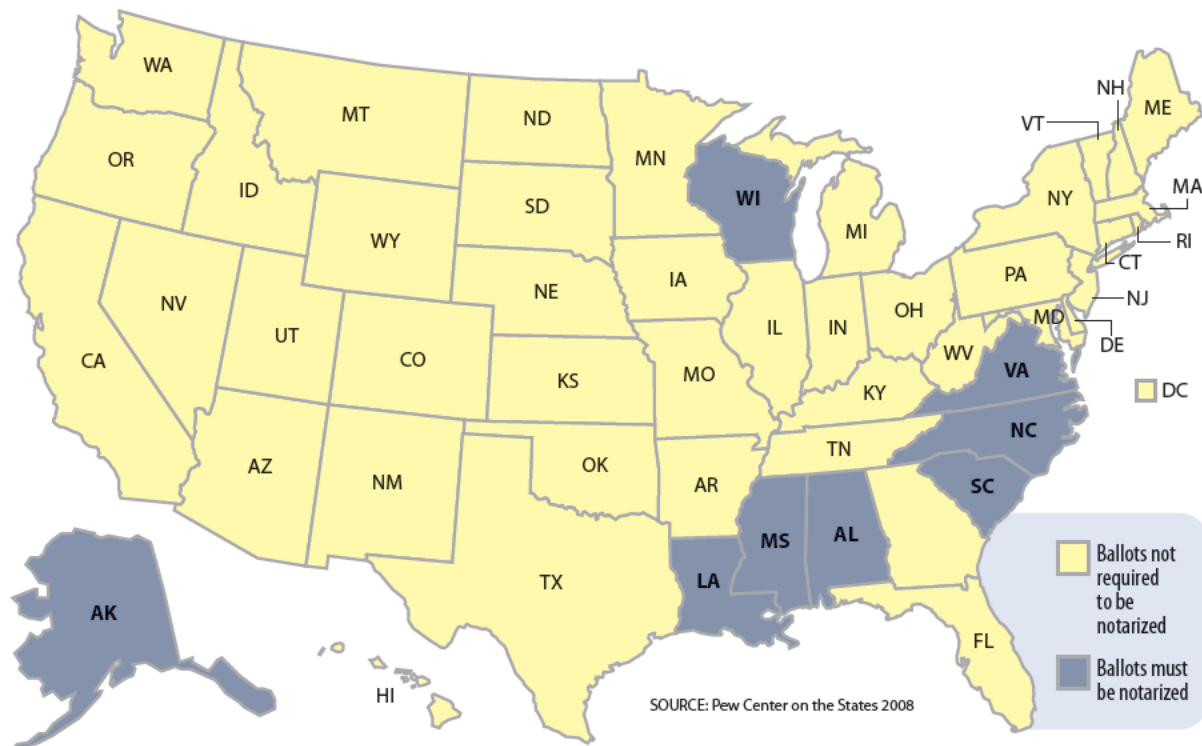 WA
MT
ND
MN
OR
ID
SD
WI
WY
NH
VT
ME
NY
MA
MI
RI
CT
IA
NE
PA
NJ
NV
UT
CO
IL
IN
OH
MD
DE
CA
KS
MO
WV
VA
KY
DC
NC
TN
AZ
NM
OK
AR
SC
MS
AL
LA
TX
AK
FL
HI
Ballots not
required
to be
notarized
Ballots must
be notarized
SOURCE: Pew Center on the States 2008